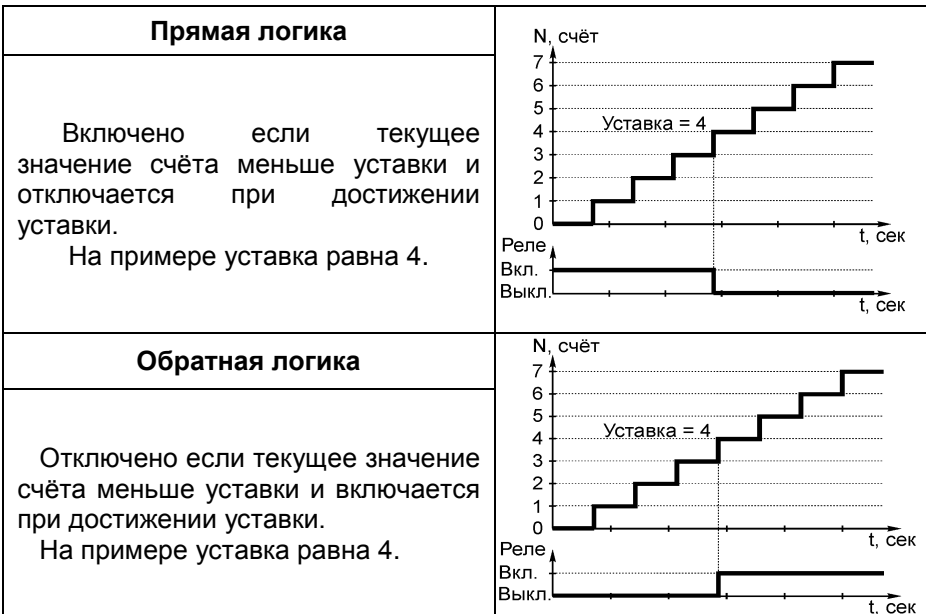 Прямая логика
Включено если текущее
значение счёта меньше уставки и
отключается при достижении
уставки.
На примере уставка равна 4.
N, счёт
7
6
5
Уставка = 4
4
3
2
1
0
t, сек
Реле
Вкл.
Выкл.
t, сек
Обратная логика
Отключено если текущее значение
счёта меньше уставки и включается
при достижении уставки.
На примере уставка равна 4.
N, счёт
7
6
5
Уставка = 4
4
3
2
1
0
t, сек
Реле
Вкл.
Выкл.
t, сек